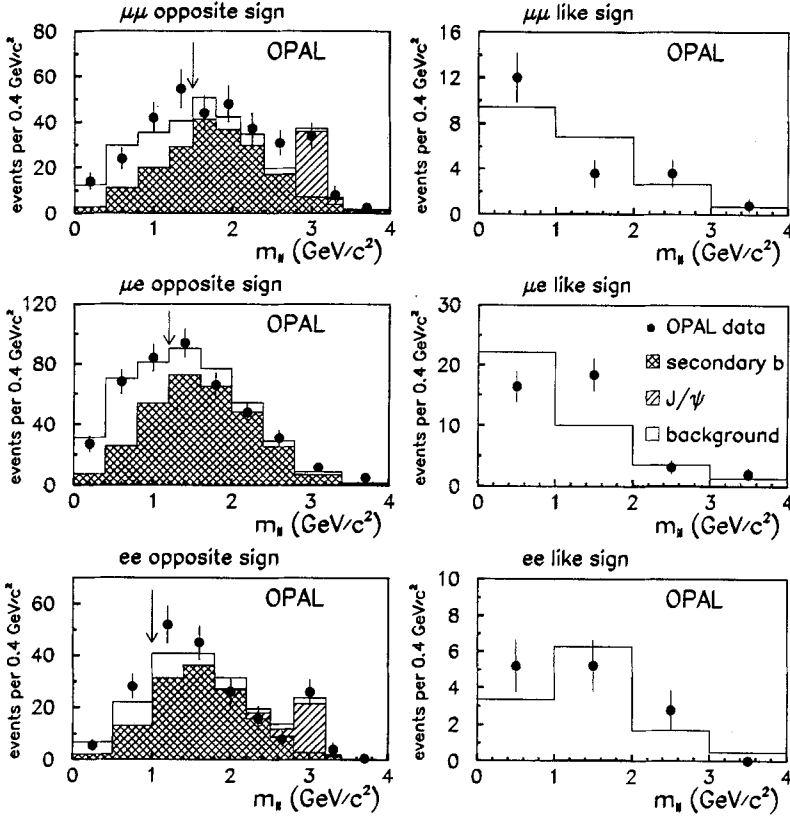 μμ opposite sign
events per 0.4 GeV/c²
80
60
40
20
0
OPAL
0 1 2 3 4
m_ll (GeV/c²)
μμ like sign
events per 0.4 GeV/c²
16
12
8
4
0
OPAL
0 1 2 3 4
m_ll (GeV/c²)
μe opposite sign
events per 0.4 GeV/c²
120
80
40
0
OPAL
0 1 2 3 4
m_ll (GeV/c²)
μe like sign
events per 0.4 GeV/c²
30
20
10
0
OPAL
OPAL data
secondary b
J/ψ
background
0 1 2 3 4
m_ll (GeV/c²)
ee opposite sign
events per 0.4 GeV/c²
60
40
20
0
OPAL
0 1 2 3 4
m_ll (GeV/c²)
ee like sign
events per 0.4 GeV/c²
10
8
6
4
2
0
OPAL
0 1 2 3 4
m_ll (GeV/c²)